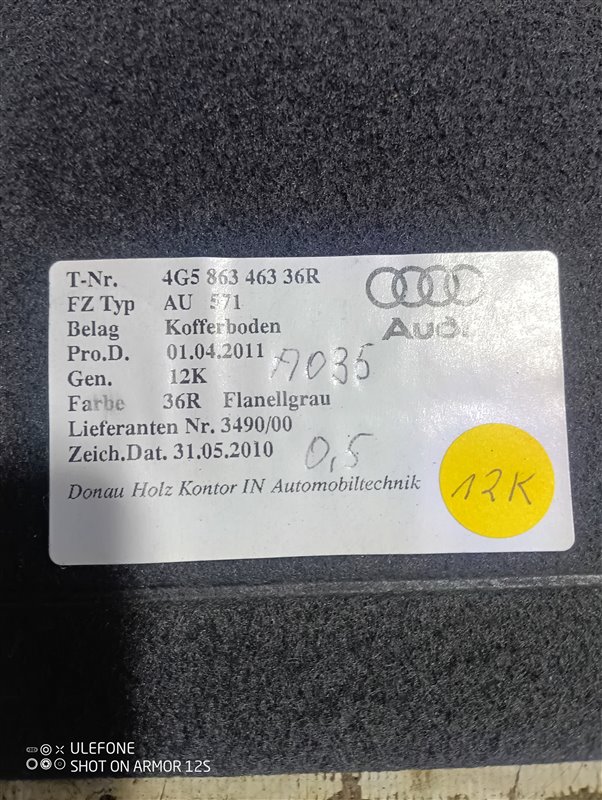 T-Nr. 4G5 863 463 36R
FZ Typ AU 571
Belag Kofferboden
Audi
Pro.D. 01.04.2011
A035
Gen. 12K
Farbe 36R Flanellgrau
Lieferanten Nr. 3490/00
Zeich.Dat. 31.05.2010
0,5
Donau Holz Kontor IN Automobiltechnik
12K
ULEFONE
SHOT ON ARMOR 12S